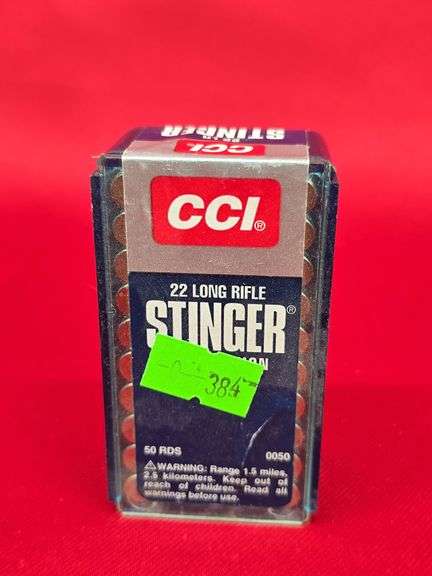 STINGER
CCI
CCI®
22 LONG RIFLE
STINGER®
384
50 RDS 0050
⚠WARNING: Range 1.5 miles,
2.5 kilometers. Keep out of
reach of children. Read all
warnings before use.